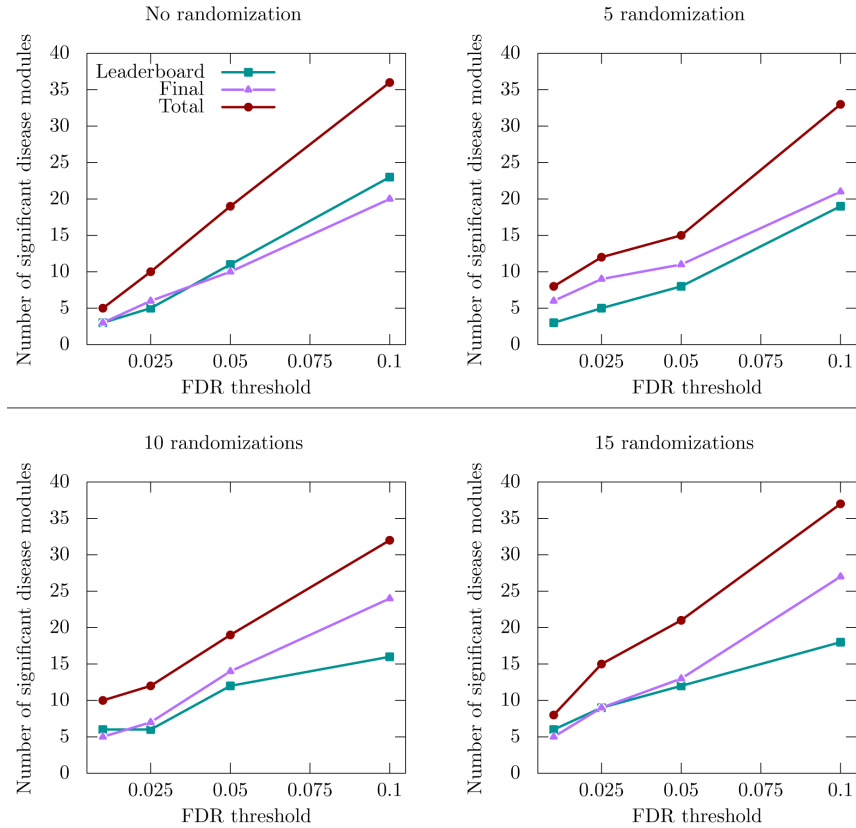 No randomization
Number of significant disease modules
40
35
30
25
20
15
10
5
0
Leaderboard
Final
Total
0.025 0.05 0.075 0.1
FDR threshold
5 randomization
Number of significant disease modules
40
35
30
25
20
15
10
5
0
0.025 0.05 0.075 0.1
FDR threshold
10 randomizations
Number of significant disease modules
40
35
30
25
20
15
10
5
0
0.025 0.05 0.075 0.1
FDR threshold
15 randomizations
Number of significant disease modules
40
35
30
25
20
15
10
5
0
0.025 0.05 0.075 0.1
FDR threshold